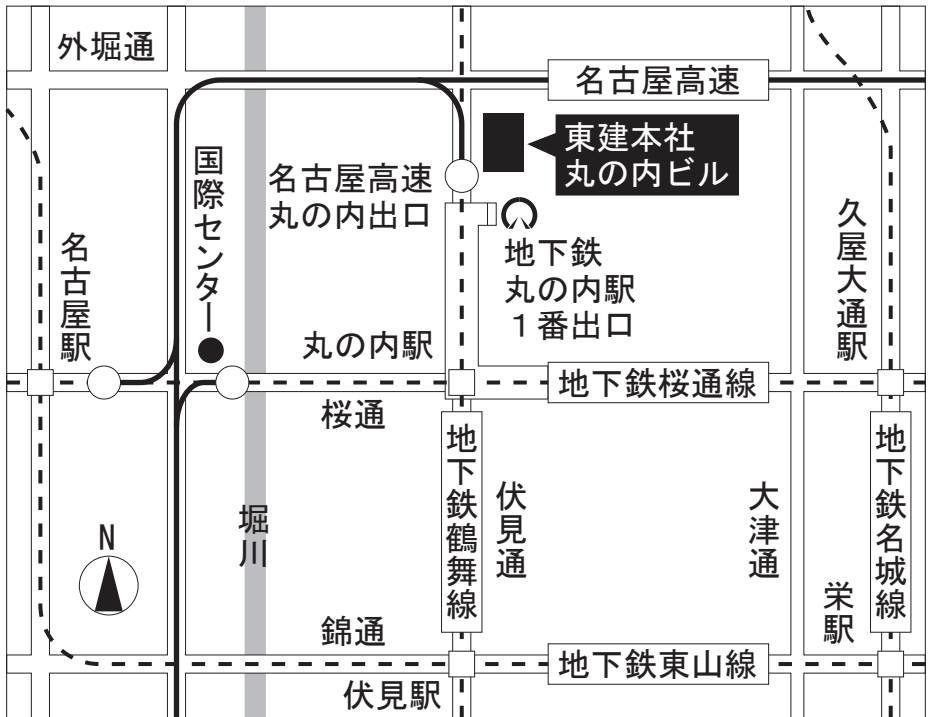 外堀通
名古屋高速
東建本社
丸の内ビル
国際センター
名古屋高速
丸の内出口
久屋大通駅
名古屋駅
地下鉄
丸の内駅
1番出口
丸の内駅
地下鉄桜通線
桜通
地下鉄鶴舞線
伏見通
大津通
地下鉄名城線
堀川
N
栄駅
錦通
地下鉄東山線
伏見駅